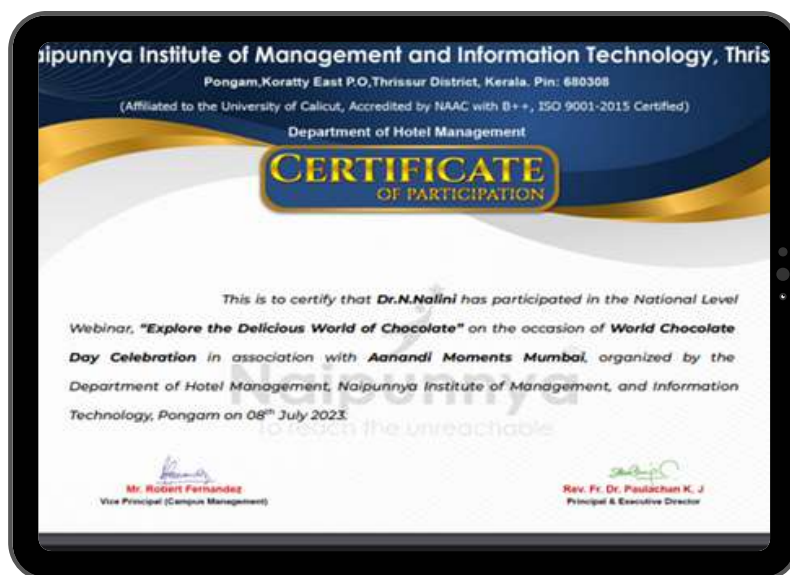 aipunnya Institute of Management and Information Technology, Thris
Pongam,Koratty East P.O,Thrissur District, Kerala. Pin: 680308
(Affiliated to the University of Calicut, Accredited by NAAC with B++, ISO 9001-2015 Certified)
Department of Hotel Management
CERTIFICATE
OF PARTICIPATION
This is to certify that Dr.N.Nalini has participated in the National Level
Webinar, "Explore the Delicious World of Chocolate" on the occasion of World Chocolate
Day Celebration in association with Aanandi Moments Mumbai, organized by the
Department of Hotel Management, Naipunnya Institute of Management, and Information
Technology, Pongam on 08th July 2023.
Naipunnya
To reach the unreachable
Mr. Robert Fernandez
Vice Principal (Campus Management)
Rev. Fr. Dr. Paulachan K. J
Principal & Executive Director